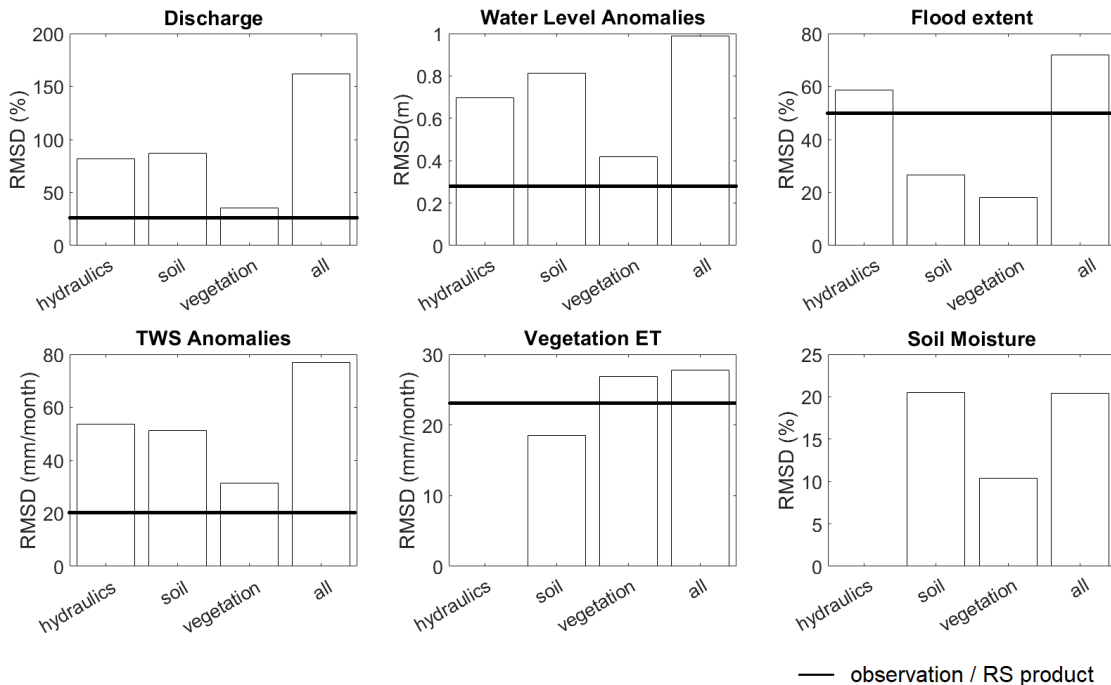 Discharge
RMSD (%)
200
150
100
50
0
hydraulics
soil
vegetation
all
Water Level Anomalies
RMSD(m)
1
0.8
0.6
0.4
0.2
0
hydraulics
soil
vegetation
all
Flood extent
RMSD (%)
80
60
40
20
0
hydraulics
soil
vegetation
all
TWS Anomalies
RMSD (mm/month)
80
60
40
20
0
hydraulics
soil
vegetation
all
Vegetation ET
RMSD (mm/month)
30
20
10
0
hydraulics
soil
vegetation
all
Soil Moisture
RMSD (%)
25
20
15
10
5
0
hydraulics
soil
vegetation
all
observation / RS product